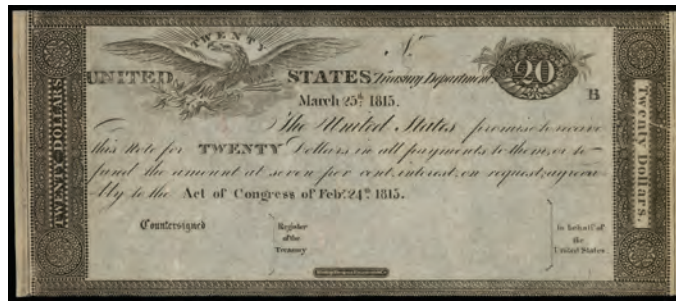 TWENTY
N.
UNITED STATES Treasury Department 20
March 25th 1815. B
The United States promise to receive
this Note for TWENTY Dollars in all payments to them, or to
fund the amount at seven per cent. interest, on request, agreea-
bly to the Act of Congress of Feb. 24th 1815.
Countersigned
Register
of the
Treasury
in behalf of
the
United States
TWENTY DOLLARS
Twenty Dollars.